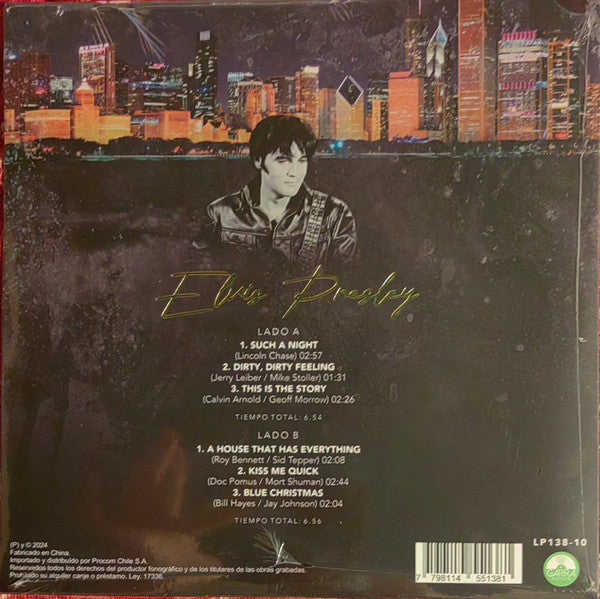 Elvis Presley
LADO A
1. SUCH A NIGHT
(Lincoln Chase) 02:57
2. DIRTY, DIRTY FEELING
(Jerry Leiber / Mike Stoller) 01:31
3. THIS IS THE STORY
(Calvin Arnold / Geoff Morrow) 02:26
TIEMPO TOTAL: 6.54
LADO B
1. A HOUSE THAT HAS EVERYTHING
(Roy Bennett / Sid Tepper) 02:08
2. KISS ME QUICK
(Doc Pomus / Mort Shuman) 02:44
3. BLUE CHRISTMAS
(Bill Hayes / Jay Johnson) 02:04
TIEMPO TOTAL: 6.56
(P) y © 2024
Fabricado en China.
Importado y distribuido por Procom Chile S.A.
Reservados todos los derechos del productor fonográfico y de los titulares de las obras grabadas.
Prohibido su alquiler canje o préstamo. Ley. 17336.
7 798114 551381
LP138-10
GARRA